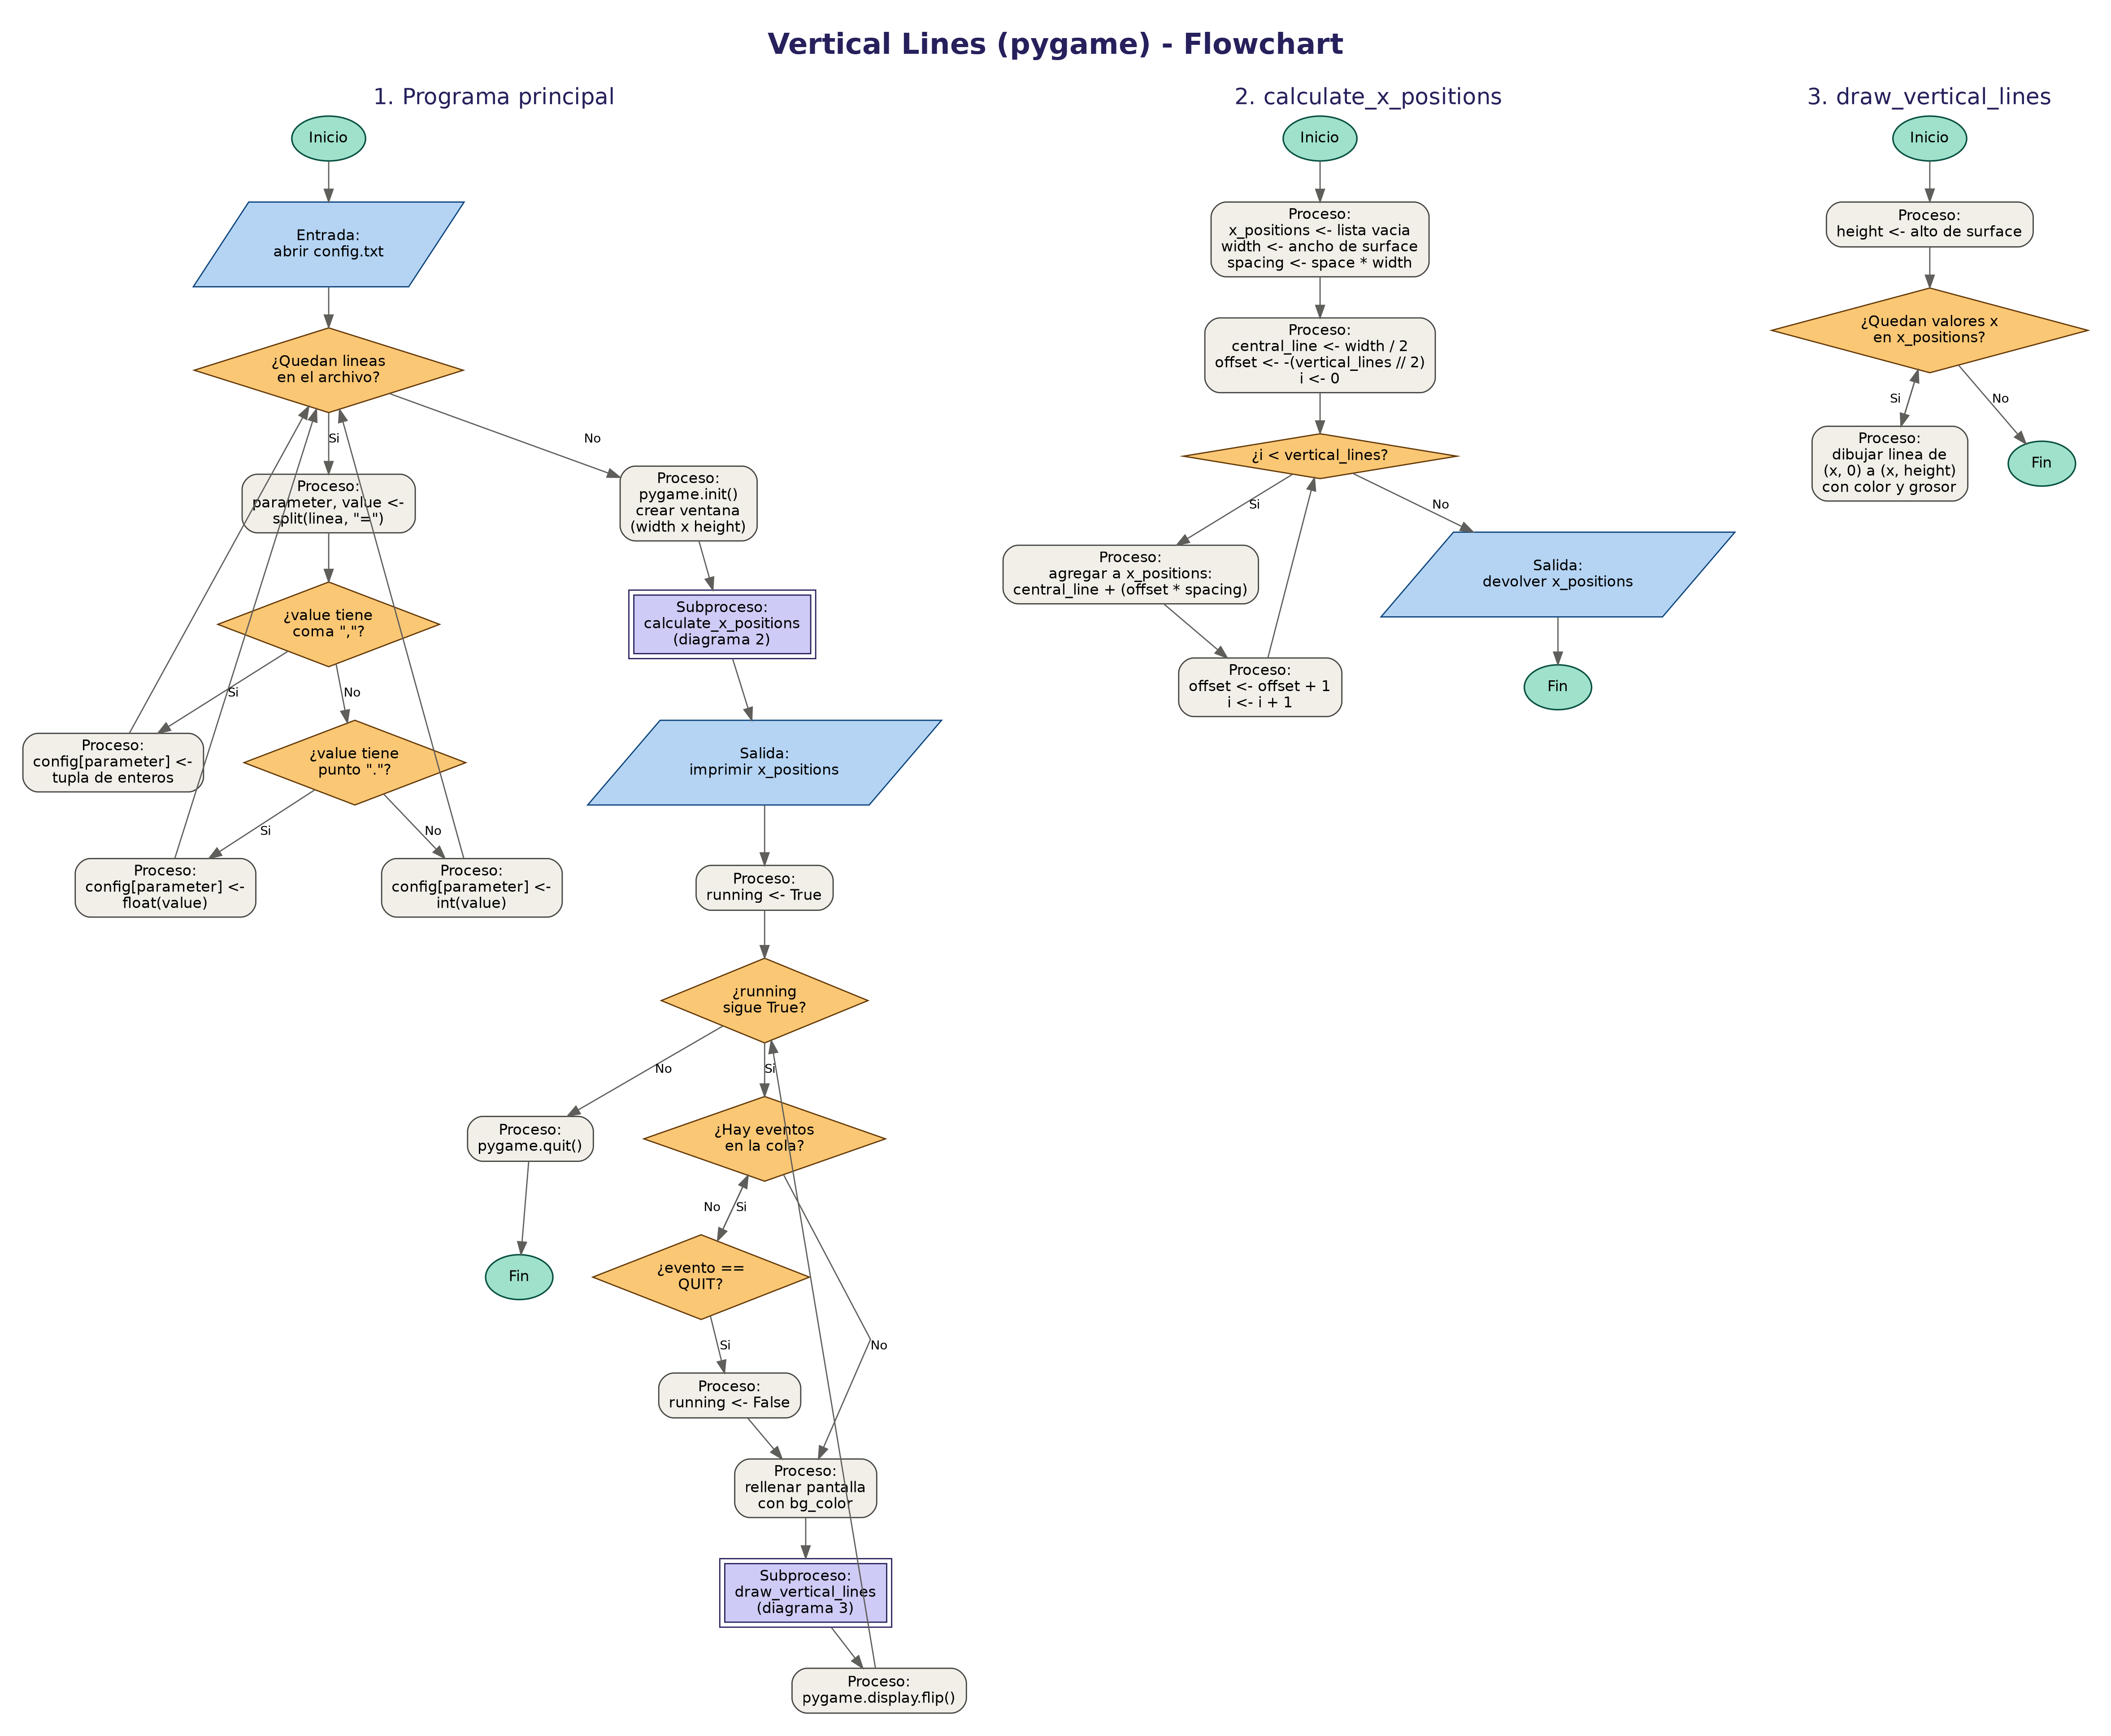 Vertical Lines (pygame) - Flowchart
1. Programa principal
Inicio
Entrada:
abrir config.txt
¿Quedan lineas
en el archivo?
Si
No
Proceso:
parameter, value <-
split(linea, "=")
¿value tiene
coma ","?
Si
No
Proceso:
config[parameter] <-
tupla de enteros
¿value tiene
punto "."?
Si
No
Proceso:
config[parameter] <-
float(value)
Proceso:
config[parameter] <-
int(value)
Proceso:
pygame.init()
crear ventana
(width x height)
Subproceso:
calculate_x_positions
(diagrama 2)
Salida:
imprimir x_positions
Proceso:
running <- True
¿running
sigue True?
No
Si
Proceso:
pygame.quit()
Fin
¿Hay eventos
en la cola?
No
Si
¿evento ==
QUIT?
Si
No
Proceso:
running <- False
Proceso:
rellenar pantalla
con bg_color
Subproceso:
draw_vertical_lines
(diagrama 3)
Proceso:
pygame.display.flip()
2. calculate_x_positions
Inicio
Proceso:
x_positions <- lista vacia
width <- ancho de surface
spacing <- space * width
Proceso:
central_line <- width / 2
offset <- -(vertical_lines // 2)
i <- 0
¿i < vertical_lines?
Si
No
Proceso:
agregar a x_positions:
central_line + (offset * spacing)
Proceso:
offset <- offset + 1
i <- i + 1
Salida:
devolver x_positions
Fin
3. draw_vertical_lines
Inicio
Proceso:
height <- alto de surface
¿Quedan valores x
en x_positions?
Si
No
Proceso:
dibujar linea de
(x, 0) a (x, height)
con color y grosor
Fin